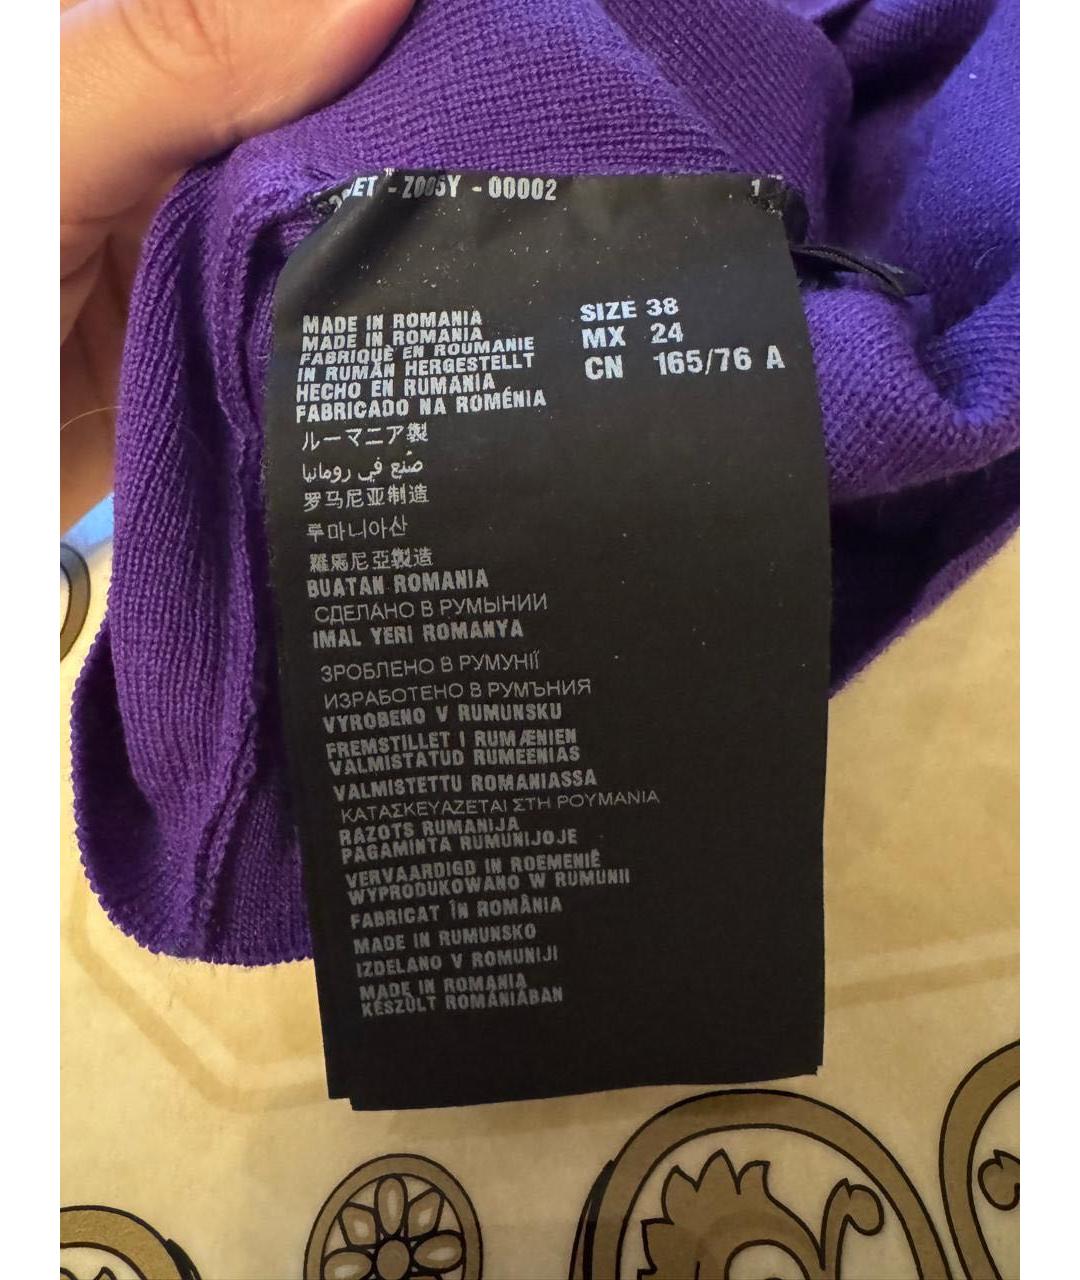 - Z005Y - 00002
SIZE 38
MX 24
CN 165/76 A
MADE IN ROMANIA
MADE IN ROMANIA
FABRIQUÈ EN ROUMANIE
IN RUMÄN HERGESTELLT
HECHO EN RUMANIA
FABRICADO NA ROMÉNIA
ルーマニア製
صُنع في رومانيا
罗马尼亚制造
루마니아산
羅馬尼亞製造
BUATAN ROMANIA
СДЕЛАНО В РУМЫНИИ
IMAL YERI ROMANYA
ЗРОБЛЕНО В РУМУНІЇ
ИЗРАБОТЕНО В РУМЪНИЯ
VYROBENO V RUMUNSKU
FREMSTILLET I RUMÆNIEN
VALMISTATUD RUMEENIAS
VALMISTETTU ROMANIASSA
ΚΑΤΑΣΚΕΥΑΖΕΤΑΙ ΣΤΗ ΡΟΥΜΑΝΙΑ
RAZOTS RUMANIJA
PAGAMINTA RUMUNIJOJE
VERVAARDIGD IN ROEMENIË
WYPRODUKOWANO W RUMUNII
FABRICAT ÎN ROMÂNIA
MADE IN RUMUNSKO
IZDELANO V ROMUNIJI
MADE IN ROMANIA
KÉSZÜLT ROMÁNIÁBAN